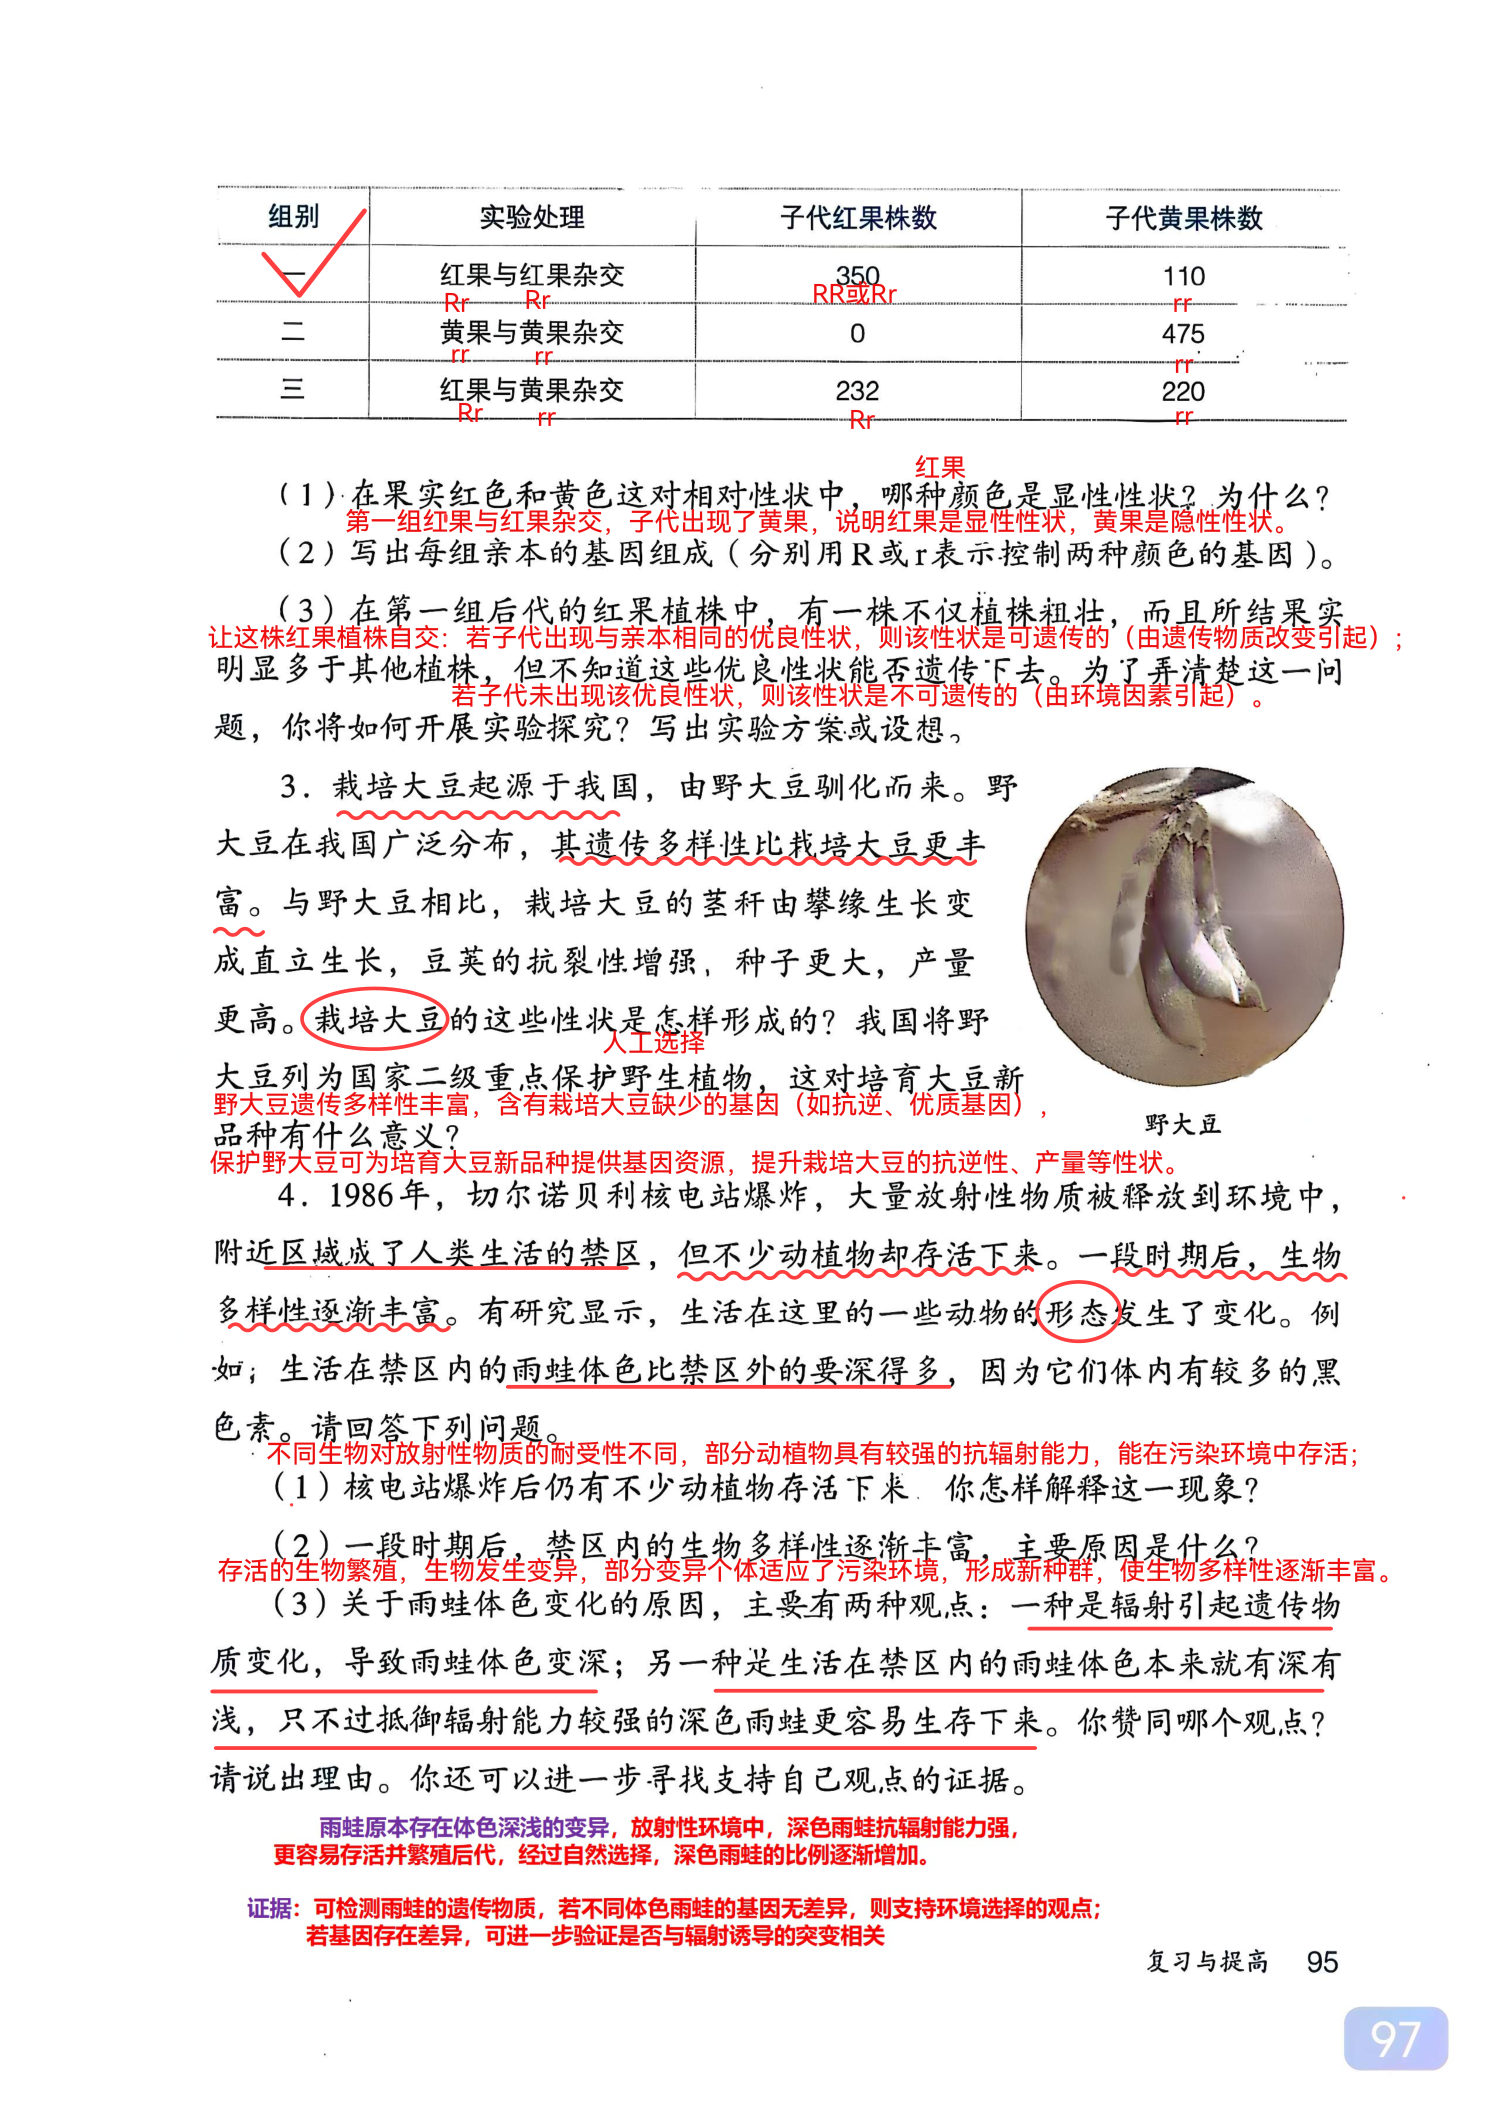 组别 实验处理 子代红果株数 子代黄果株数
一 红果与红果杂交 350 110
Rr Rr RR或Rr rr
二 黄果与黄果杂交 0 475
rr rr rr
三 红果与黄果杂交 232 220
Rr rr Rr rr
红果
（1）在果实红色和黄色这对相对性状中，哪种颜色是显性性状？为什么？
第一组红果与红果杂交，子代出现了黄果，说明红果是显性性状，黄果是隐性性状。
（2）写出每组亲本的基因组成（分别用R或r表示控制两种颜色的基因）。
（3）在第一组后代的红果植株中，有一株不仅植株粗壮，而且所结果实
让这株红果植株自交：若子代出现与亲本相同的优良性状，则该性状是可遗传的（由遗传物质改变引起）；
明显多于其他植株，但不知道这些优良性状能否遗传下去。为了弄清楚这一问
若子代未出现该优良性状，则该性状是不可遗传的（由环境因素引起）。
题，你将如何开展实验探究？写出实验方案或设想。
3. 栽培大豆起源于我国，由野大豆驯化而来。野
大豆在我国广泛分布，其遗传多样性比栽培大豆更丰
富。与野大豆相比，栽培大豆的茎秆由攀缘生长变
成直立生长，豆荚的抗裂性增强，种子更大，产量
更高。栽培大豆的这些性状是怎样形成的？我国将野
人工选择
大豆列为国家二级重点保护野生植物，这对培育大豆新
野大豆遗传多样性丰富，含有栽培大豆缺少的基因（如抗逆、优质基因），
品种有什么意义？
野大豆
保护野大豆可为培育大豆新品种提供基因资源，提升栽培大豆的抗逆性、产量等性状。
4. 1986年，切尔诺贝利核电站爆炸，大量放射性物质被释放到环境中，
附近区域成了人类生活的禁区，但不少动植物却存活下来。一段时期后，生物
多样性逐渐丰富。有研究显示，生活在这里的一些动物的形态发生了变化。例
如；生活在禁区内的雨蛙体色比禁区外的要深得多，因为它们体内有较多的黑
色素。请回答下列问题。
不同生物对放射性物质的耐受性不同，部分动植物具有较强的抗辐射能力，能在污染环境中存活；
（1）核电站爆炸后仍有不少动植物存活下来 你怎样解释这一现象？
（2）一段时期后，禁区内的生物多样性逐渐丰富，主要原因是什么？
存活的生物繁殖，生物发生变异，部分变异个体适应了污染环境，形成新种群，使生物多样性逐渐丰富。
（3）关于雨蛙体色变化的原因，主要有两种观点：一种是辐射引起遗传物
质变化，导致雨蛙体色变深；另一种是生活在禁区内的雨蛙体色本来就有深有
浅，只不过抵御辐射能力较强的深色雨蛙更容易生存下来。你赞同哪个观点？
请说出理由。你还可以进一步寻找支持自己观点的证据。
雨蛙原本存在体色深浅的变异，放射性环境中，深色雨蛙抗辐射能力强，
更容易存活并繁殖后代，经过自然选择，深色雨蛙的比例逐渐增加。
证据：可检测雨蛙的遗传物质，若不同体色雨蛙的基因无差异，则支持环境选择的观点；
若基因存在差异，可进一步验证是否与辐射诱导的突变相关
复习与提高 95
97